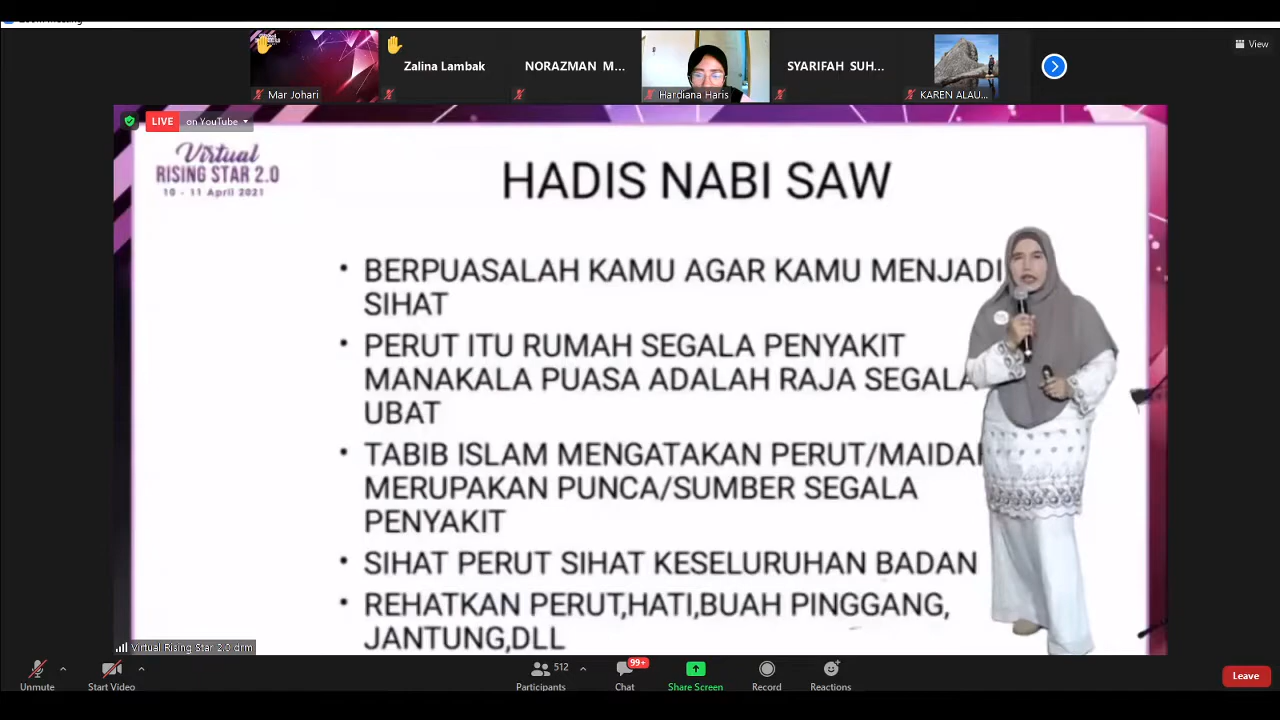 View
Zalina Lambak
NORAZMAN M...
SYARIFAH SUH...
Mar Johari
Hardiana Haris
KAREN ALAU...
LIVE on YouTube
Virtual
RISING STAR 2.0
10 - 11 April 2021
HADIS NABI SAW
• BERPUASALAH KAMU AGAR KAMU MENJADI
SIHAT
• PERUT ITU RUMAH SEGALA PENYAKIT
MANAKALA PUASA ADALAH RAJA SEGALA
UBAT
• TABIB ISLAM MENGATAKAN PERUT/MAIDAH
MERUPAKAN PUNCA/SUMBER SEGALA
PENYAKIT
• SIHAT PERUT SIHAT KESELURUHAN BADAN
• REHATKAN PERUT,HATI,BUAH PINGGANG,
JANTUNG,DLL
Virtual Rising Star 2.0 drm
512
99+
Unmute
Start Video
Participants
Chat
Share Screen
Record
Reactions
Leave